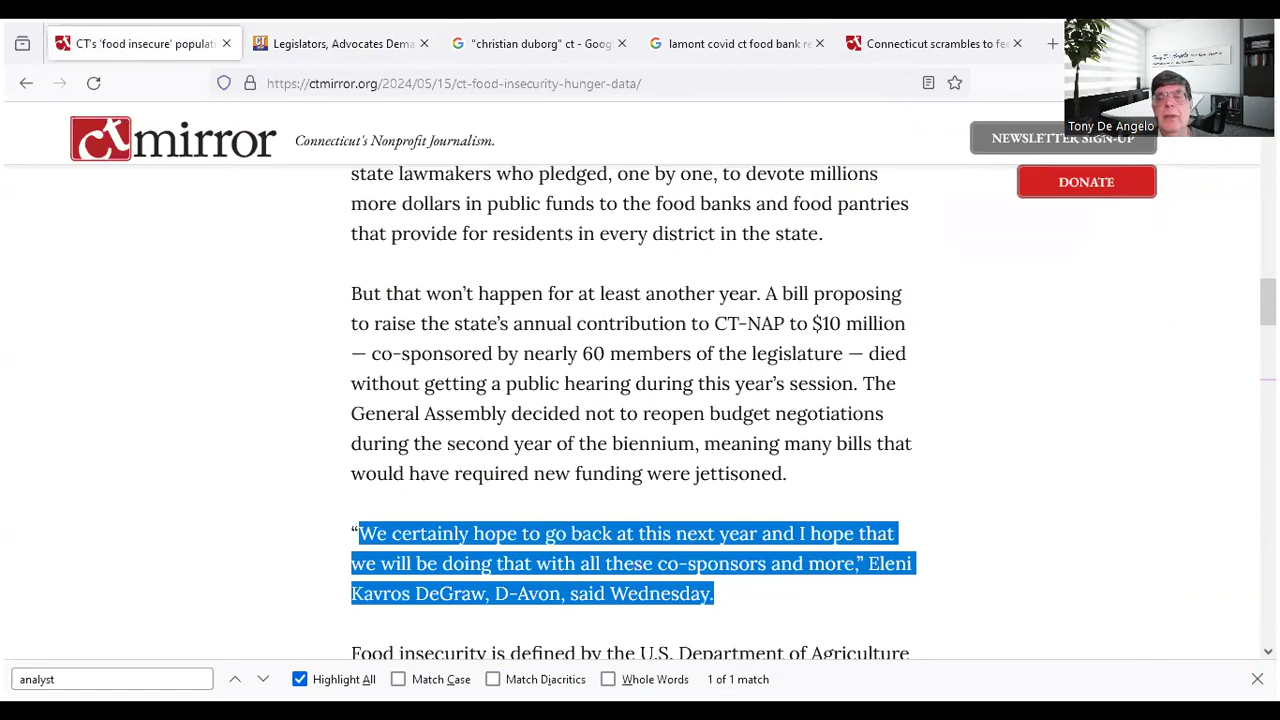 CT's 'food insecure' populati
Legislators, Advocates Dema
"christian duborg" ct - Goog
lamont covid ct food bank re
Connecticut scrambles to fe
https://ctmirror.org/2024/05/15/ct-food-insecurity-hunger-data/
Tony De Angelo
ct mirror
Connecticut's Nonprofit Journalism.
NEWSLETTER SIGN-UP
DONATE
state lawmakers who pledged, one by one, to devote millions
more dollars in public funds to the food banks and food pantries
that provide for residents in every district in the state.
But that won't happen for at least another year. A bill proposing
to raise the state's annual contribution to CT-NAP to $10 million
— co-sponsored by nearly 60 members of the legislature — died
without getting a public hearing during this year's session. The
General Assembly decided not to reopen budget negotiations
during the second year of the biennium, meaning many bills that
would have required new funding were jettisoned.
“We certainly hope to go back at this next year and I hope that
we will be doing that with all these co-sponsors and more,” Eleni
Kavros DeGraw, D-Avon, said Wednesday.
Food insecurity is defined by the U.S. Department of Agriculture
analyst
Highlight All
Match Case
Match Diacritics
Whole Words
1 of 1 match